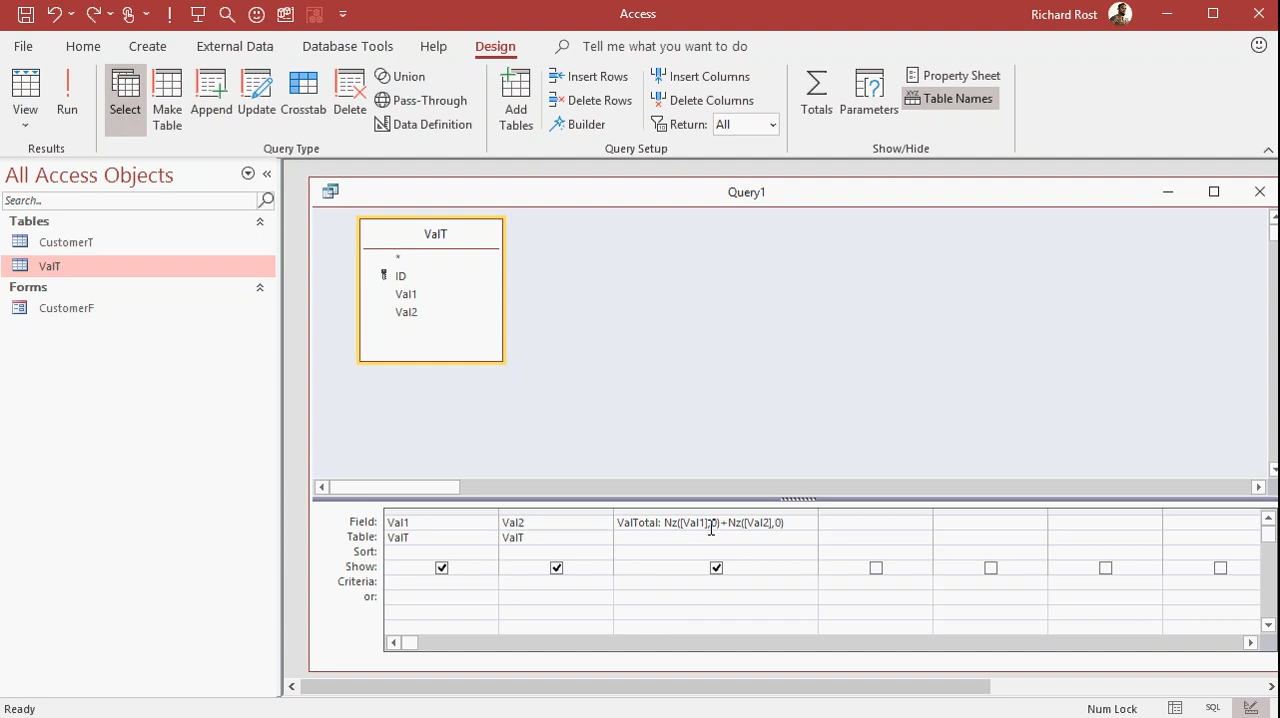 Access
Richard Rost
File Home Create External Data Database Tools Help Design Tell me what you want to do
View
Run
Select
Make Table
Append
Update
Crosstab
Delete
Union
Pass-Through
Data Definition
Add Tables
Insert Rows
Delete Rows
Builder
Insert Columns
Delete Columns
Return: All
Totals
Parameters
Property Sheet
XYZ Table Names
Results Query Type Query Setup Show/Hide
All Access Objects
Search...
Tables
CustomerT
ValT
Forms
CustomerF
Query1
ValT
*
ID
Val1
Val2
Field: Val1 Val2 ValTotal: Nz([Val1],0)+Nz([Val2],0)
Table: ValT ValT
Sort:
Show:
Criteria:
or:
Ready Num Lock SQL